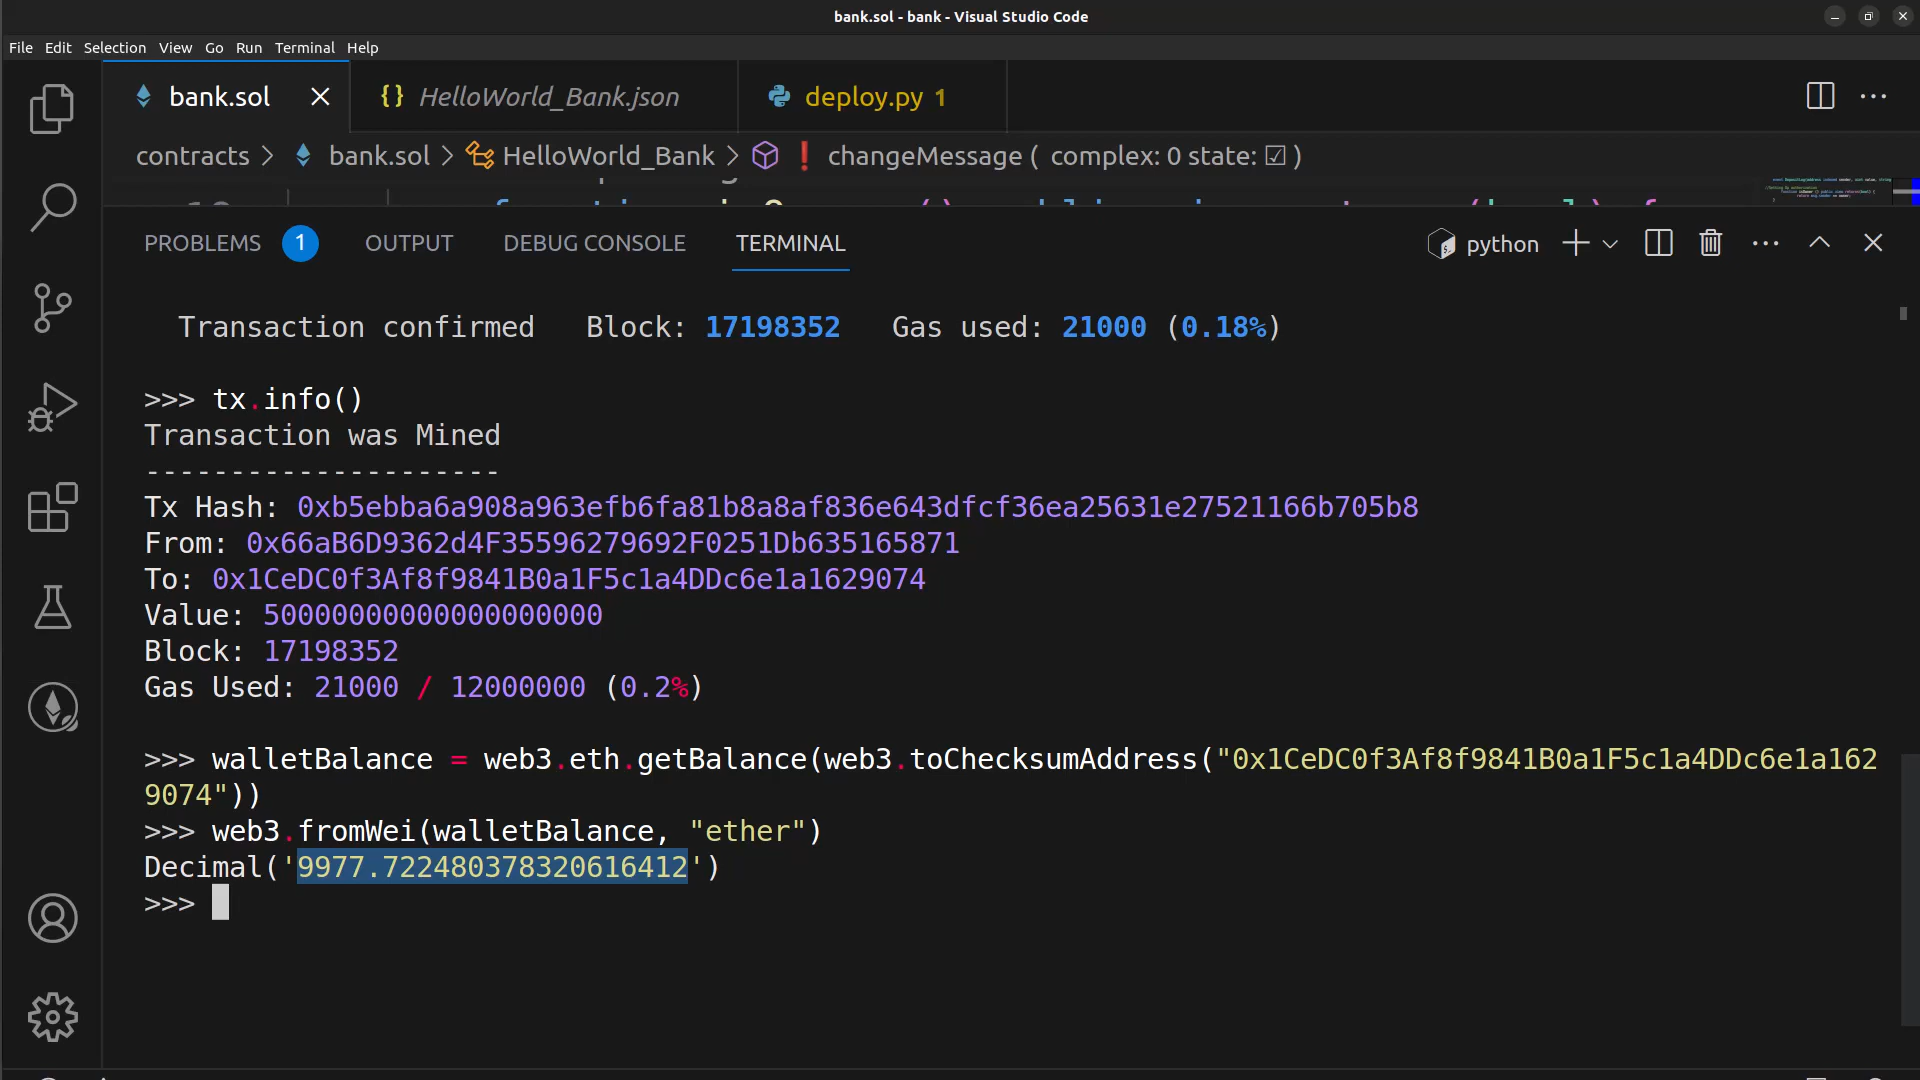 bank.sol - bank - Visual Studio Code
File Edit Selection View Go Run Terminal Help
bank.sol HelloWorld_Bank.json deploy.py 1
contracts > bank.sol > HelloWorld_Bank > changeMessage ( complex: 0 state: ☑ )
PROBLEMS 1 OUTPUT DEBUG CONSOLE TERMINAL python
Transaction confirmed   Block: 17198352   Gas used: 21000 (0.18%)
>>> tx.info()
Transaction was Mined
---------------------
Tx Hash: 0xb5ebba6a908a963efb6fa81b8a8af836e643dfcf36ea25631e27521166b705b8
From: 0x66aB6D9362d4F35596279692F0251Db635165871
To: 0x1CeDC0f3Af8f9841B0a1F5c1a4DDc6e1a1629074
Value: 50000000000000000000
Block: 17198352
Gas Used: 21000 / 12000000 (0.2%)
>>> walletBalance = web3.eth.getBalance(web3.toChecksumAddress("0x1CeDC0f3Af8f9841B0a1F5c1a4DDc6e1a162
9074"))
>>> web3.fromWei(walletBalance, "ether")
Decimal('9977.722480378320616412')
>>>